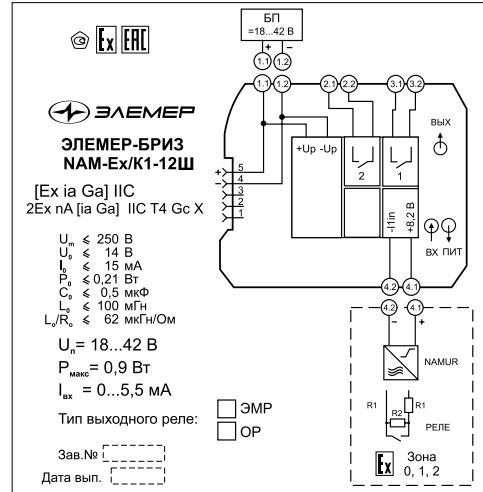 Ex EAC
ЭЛЕМЕР
ЭЛЕМЕР-БРИЗ
NAM-Ex/К1-12Ш
[Ex ia Ga] IIC
2Ex nA [ia Ga] IIC T4 Gc X
Um ⩽ 250 В
U0 ⩽ 14 В
I0 ⩽ 15 мА
P0 ⩽ 0,21 Вт
C0 ⩽ 0,5 мкФ
L0 ⩽ 100 мГн
L0/R0 ⩽ 62 мкГн/Ом
Uп= 18...42 В
Pмакс= 0,9 Вт
Iвх = 0...5,5 мА
Тип выходного реле:
ЭМР
ОР
Зав.№
Дата вып.
БП
=18...42 В
+ −
1.1 1.2
1.1 1.2 2.1 2.2 3.1 3.2
ВЫХ
+Up -Up
2 1
+ 5
− 4
3
2
1
-I1in +8,2 В
ВХ ПИТ
4.2 4.1
4.2 4.1
− +
NAMUR
R1 R1
R2
РЕЛЕ
Ex Зона
0, 1, 2